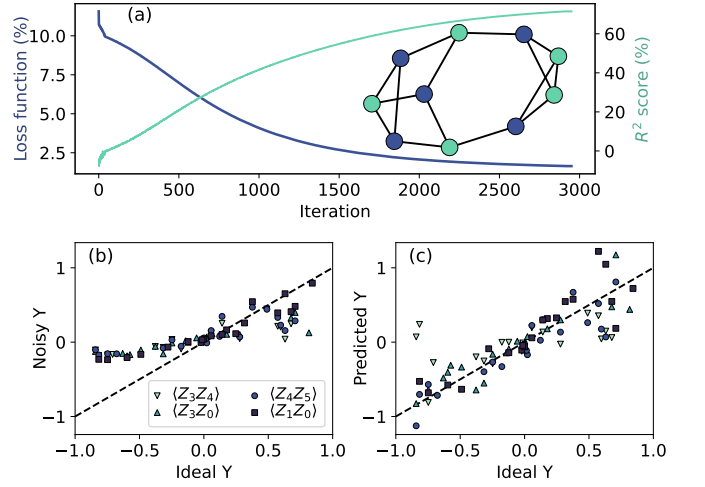 (a)
Loss function (%)
10.0
7.5
5.0
2.5
60
40
20
0
R² score (%)
0 500 1000 1500 2000 2500 3000
Iteration
(b)
Noisy Y
1
0
−1
⟨Z₃Z₄⟩ ⟨Z₄Z₅⟩
⟨Z₃Z₀⟩ ⟨Z₁Z₀⟩
−1.0 −0.5 0.0 0.5 1.0
Ideal Y
(c)
Predicted Y
1
0
−1
−1.0 −0.5 0.0 0.5 1.0
Ideal Y